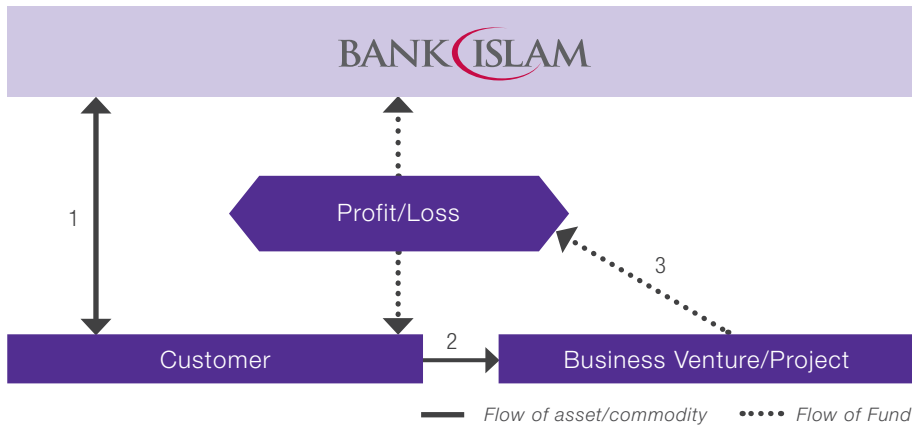 BANK ISLAM
1
Profit/Loss
3
Customer
2
Business Venture/Project
Flow of asset/commodity
Flow of Fund